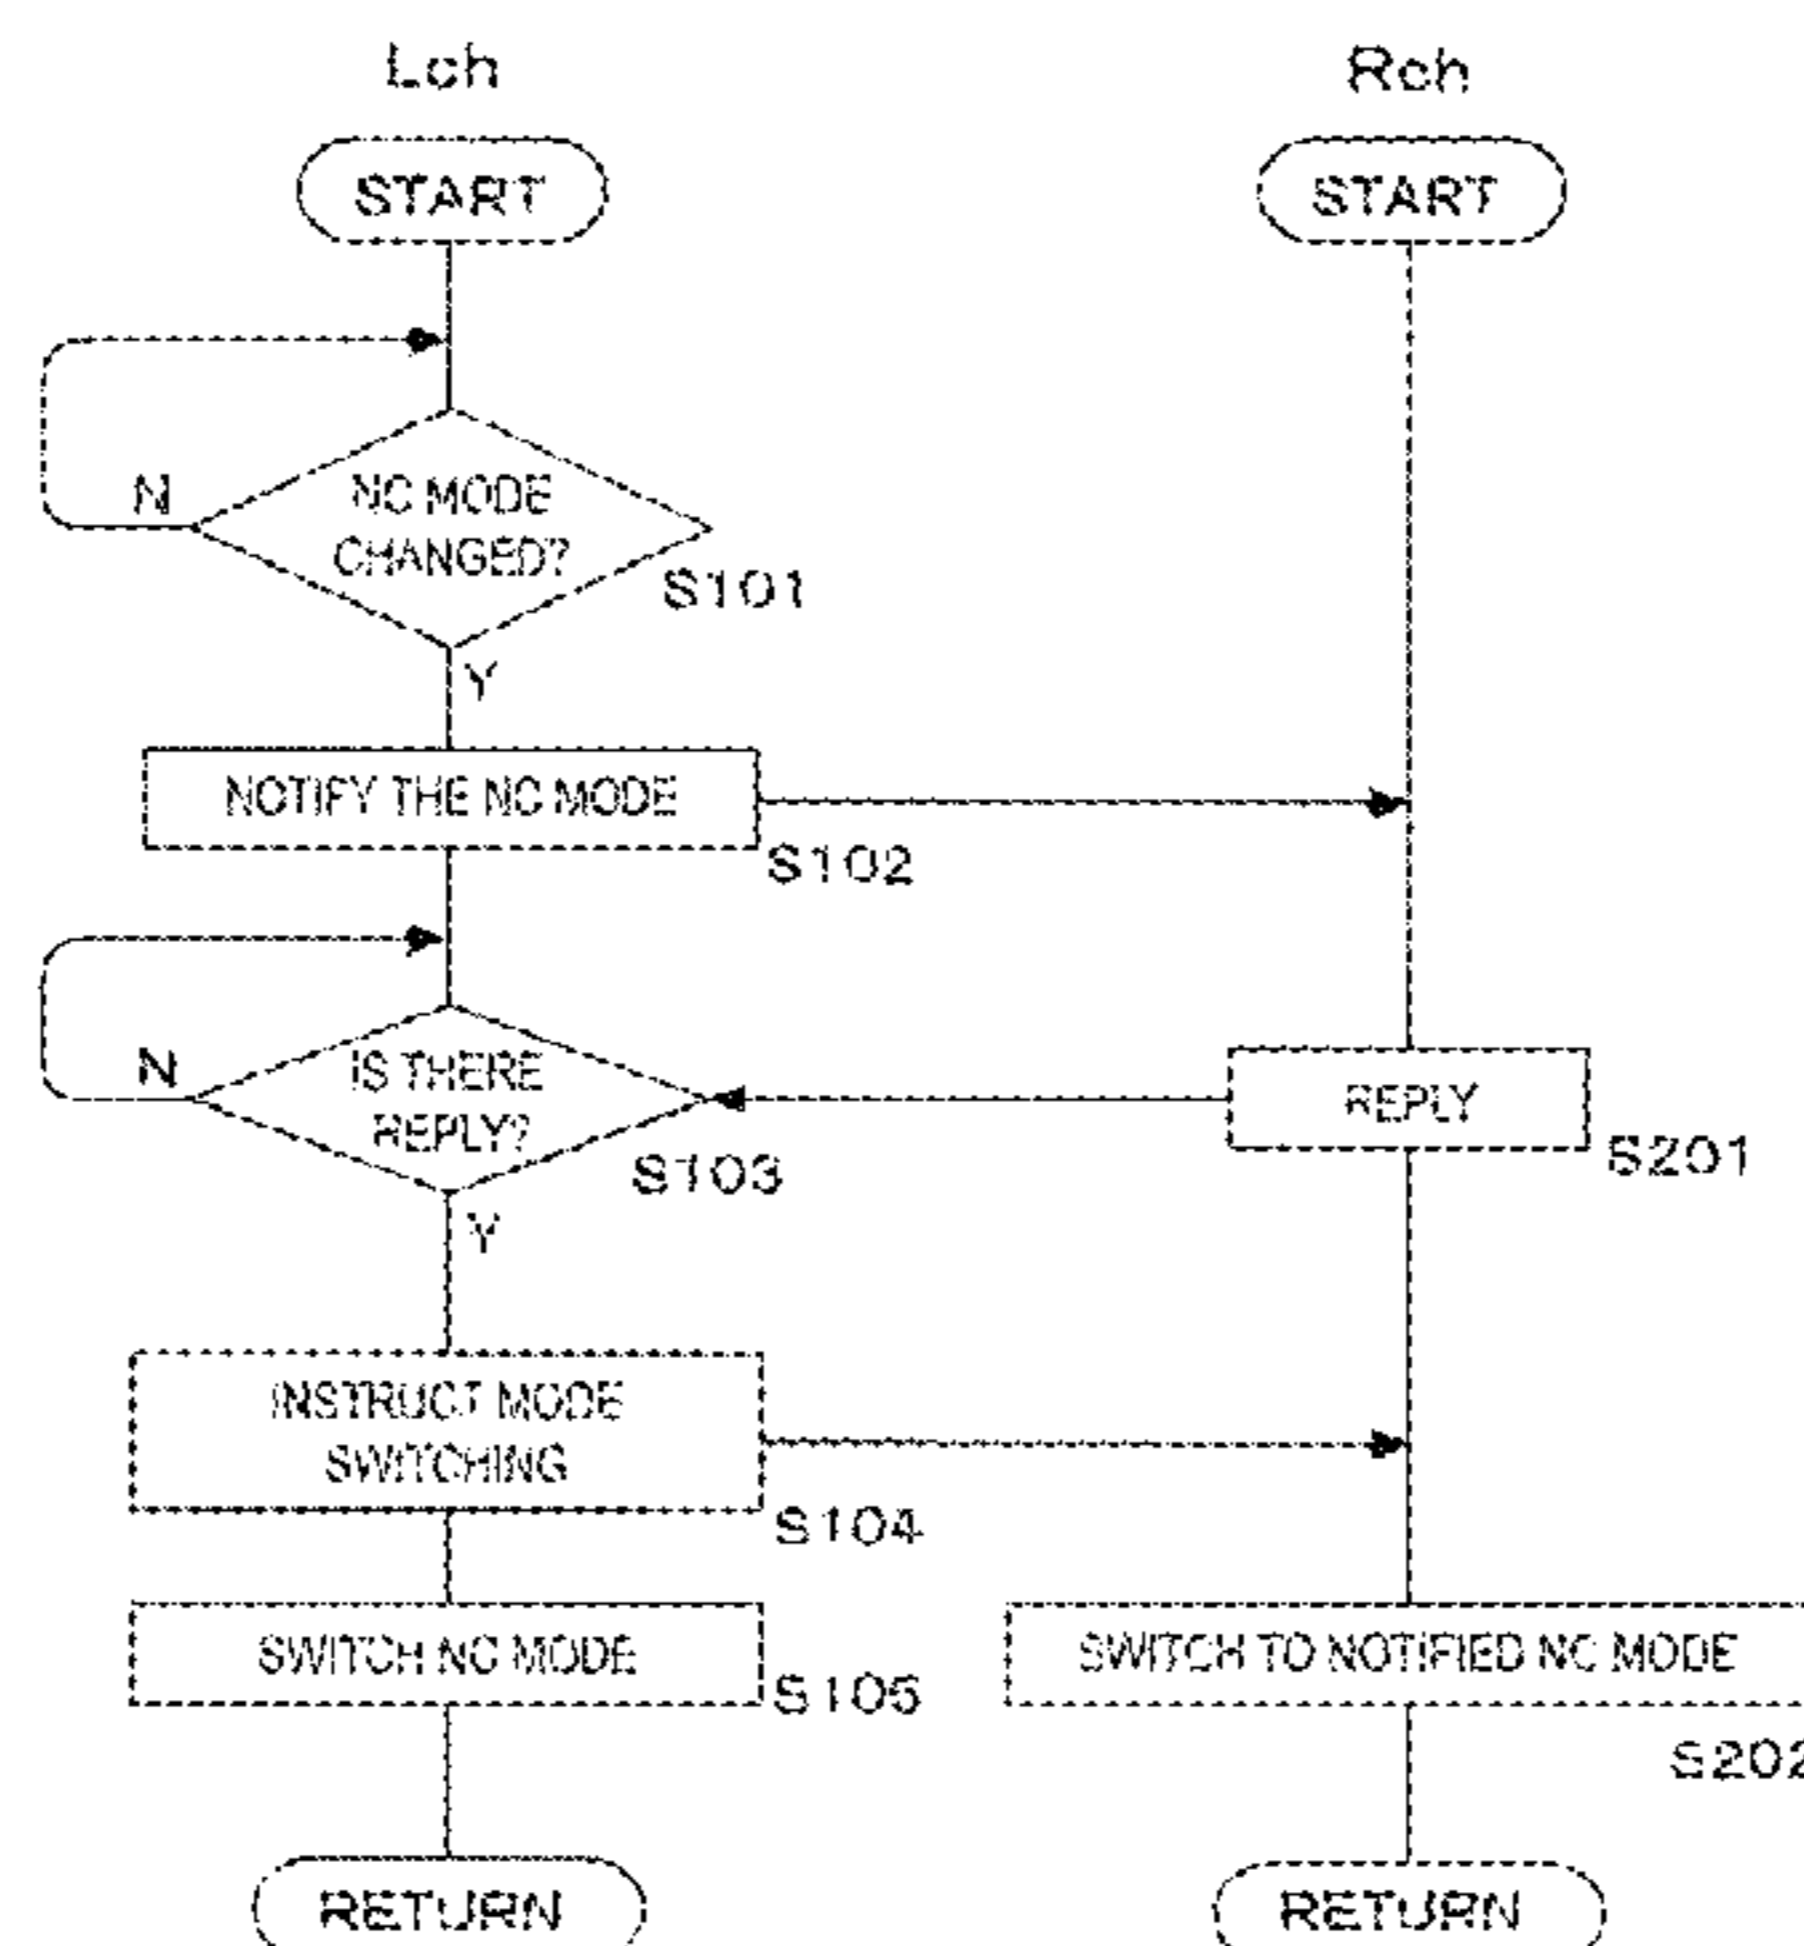 Lch
Rch
START
START
N
NC MODE
CHANGED?
S101
Y
NOTIFY THE NC MODE
S102
N
IS THERE
REPLY?
S103
REPLY
S201
Y
INSTRUCT MODE
SWITCHING
S104
SWITCH NC MODE
S105
SWITCH TO NOTIFIED NC MODE
S202
RETURN
RETURN